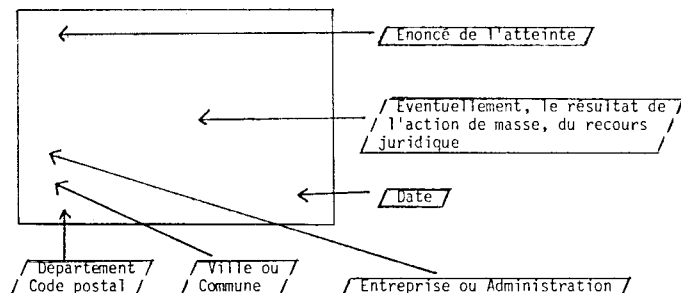 Enoncé de l'atteinte
Eventuellement, le résultat de
l'action de masse, du recours
juridique
Date
Département
Code postal
Ville ou
Commune
Entreprise ou Administration